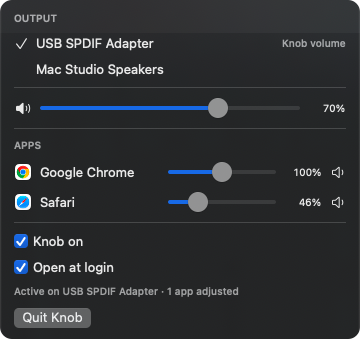 OUTPUT
✓ USB SPDIF Adapter Knob volume
Mac Studio Speakers
70%
APPS
Google Chrome 100%
Safari 46%
Knob on
Open at login
Active on USB SPDIF Adapter · 1 app adjusted
Quit Knob